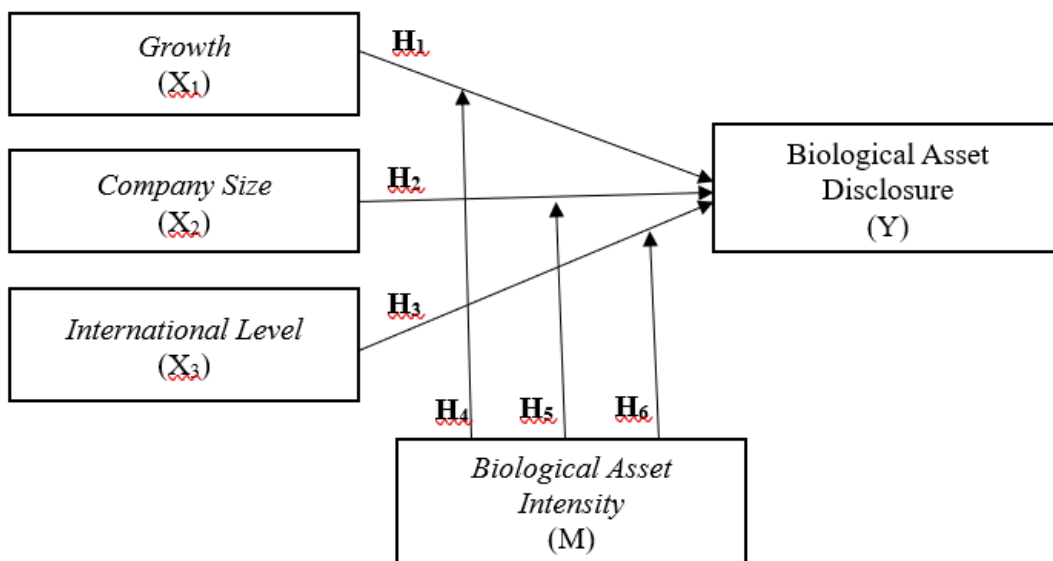 Growth
(X₁)
H₁
Company Size
(X₂)
H₂
International Level
(X₃)
H₃
Biological Asset
Disclosure
(Y)
H₄
H₅
H₆
Biological Asset
Intensity
(M)